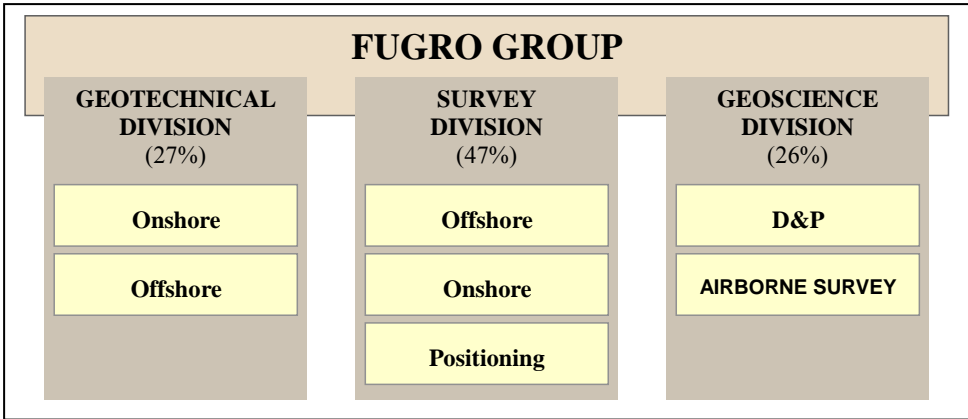 FUGRO GROUP
GEOTECHNICAL
DIVISION
(27%)
Onshore
Offshore
SURVEY
DIVISION
(47%)
Offshore
Onshore
Positioning
GEOSCIENCE
DIVISION
(26%)
D&P
AIRBORNE SURVEY